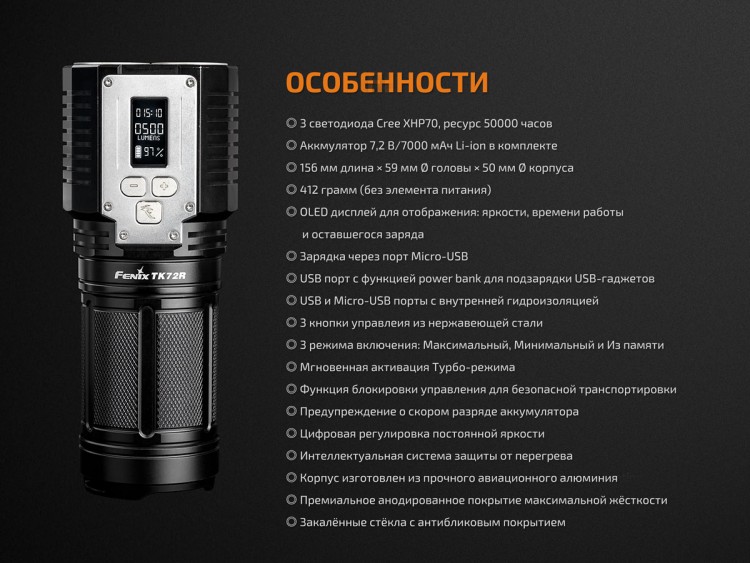 015:10
0500
LUMENS
97%
FENIX TK72R
ОСОБЕННОСТИ
3 светодиода Cree XHP70, ресурс 50000 часов
Аккмулятор 7,2 В/7000 мАч Li-ion в комплекте
156 мм длина × 59 мм Ø головы × 50 мм Ø корпуса
412 грамм (без элемента питания)
OLED дисплей для отображения: яркости, времени работы
и оставшегося заряда
Зарядка через порт Micro-USB
USB порт с функцией power bank для подзарядки USB-гаджетов
USB и Micro-USB порты с внутренней гидроизоляцией
3 кнопки управлеия из нержавеющей стали
3 режима включения: Максимальный, Минимальный и Из памяти
Мгновенная активация Турбо-режима
Функция блокировки управления для безопасной транспортировки
Предупреждение о скором разряде аккумулятора
Цифровая регулировка постоянной яркости
Интеллектуальная система защиты от перегрева
Корпус изготовлен из прочного авиационного алюминия
Премиальное анодированное покрытие максимальной жёсткости
Закалённые стёкла с антибликовым покрытием